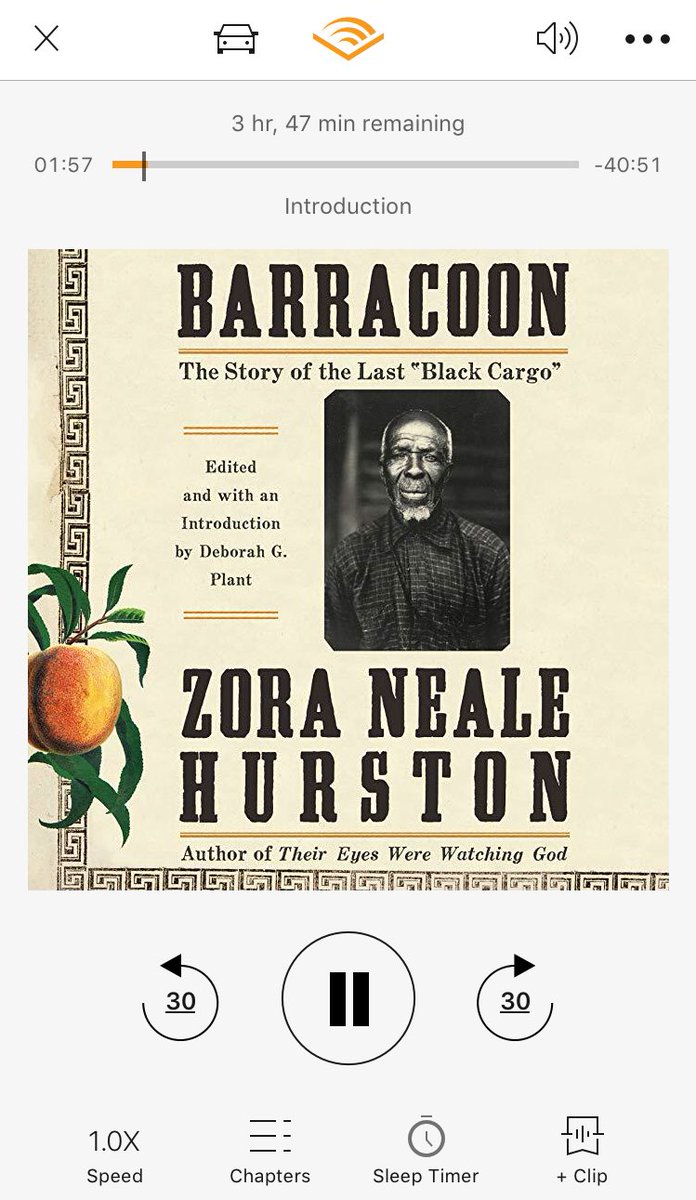 3 hr, 47 min remaining
01:57
-40:51
Introduction
BARRACOON
The Story of the Last "Black Cargo"
Edited
and with an
Introduction
by Deborah G.
Plant
ZORA NEALE
HURSTON
Author of Their Eyes Were Watching God
30
30
1.0X
Speed
Chapters
Sleep Timer
+ Clip